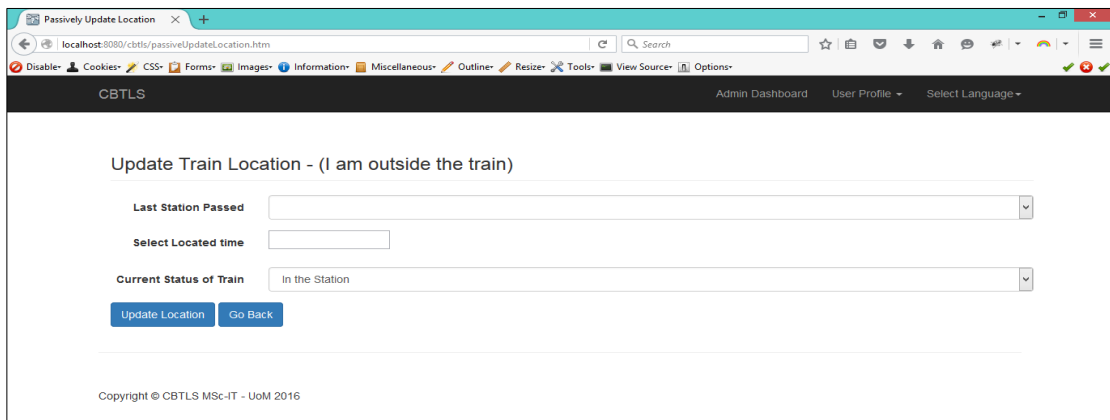 Passively Update Location
localhost:8080/cbtls/passiveUpdateLocation.htm
Search
Disable Cookies CSS Forms Images Information Miscellaneous Outline Resize Tools View Source Options
CBTLS Admin Dashboard User Profile Select Language
Update Train Location - (I am outside the train)
Last Station Passed
Select Located time
Current Status of Train In the Station
Update Location Go Back
Copyright © CBTLS MSc-IT - UoM 2016